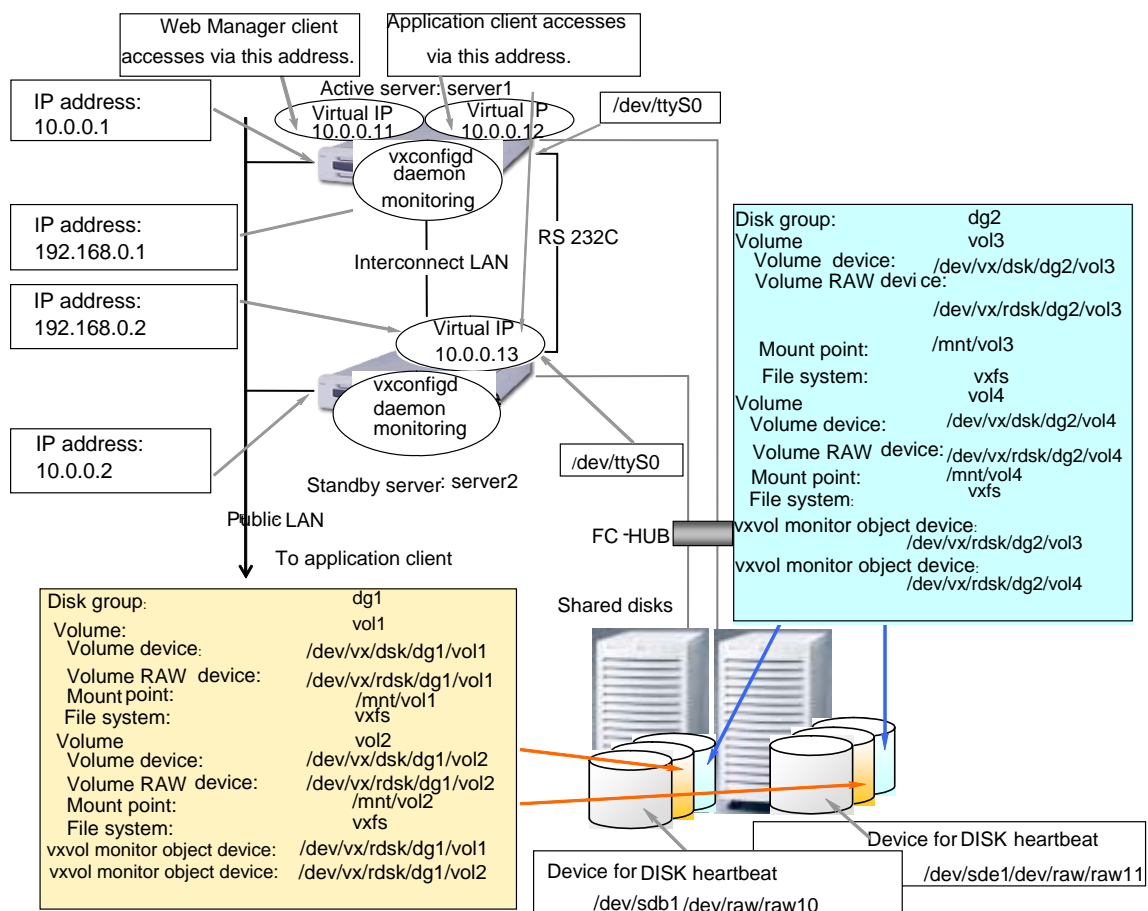 Web Manager client
accesses via this address.
Application client accesses
via this address.
Active server: server1
IP address:
10.0.0.1
Virtual IP
10.0.0.11
Virtual P
10.0.0.12
/dev/ttyS0
vxconfigd
daemon
monitoring
IP address:
192.168.0.1
RS 232C
Interconnect LAN
IP address:
192.168.0.2
Virtual IP
10.0.0.13
vxconfigd
daemon
monitoring
IP address:
10.0.0.2
/dev/ttyS0
Standby server: server2
Public LAN
FC-HUB
To application client
Shared disks
Disk group: dg2
Volume vol3
Volume device: /dev/vx/dsk/dg2/vol3
Volume RAW device:
/dev/vx/rdsk/dg2/vol3
Mount point: /mnt/vol3
File system: vxfs
Volume vol4
Volume device: /dev/vx/dsk/dg2/vol4
Volume RAW device: /dev/vx/rdsk/dg2/vol4
Mount point: /mnt/vol4
File system: vxfs
vxvol monitor object device:
/dev/vx/rdsk/dg2/vol3
vxvol monitor object device:
/dev/vx/rdsk/dg2/vol4
Disk group: dg1
Volume: vol1
Volume device: /dev/vx/dsk/dg1/vol1
Volume RAW device: /dev/vx/rdsk/dg1/vol1
Mount point: /mnt/vol1
File system: vxfs
Volume vol2
Volume device: /dev/vx/dsk/dg1/vol2
Volume RAW device: /dev/vx/rdsk/dg1/vol2
Mount point: /mnt/vol2
File system: vxfs
vxvol monitor object device: /dev/vx/rdsk/dg1/vol1
vxvol monitor object device: /dev/vx/rdsk/dg1/vol2
Device for DISK heartbeat
/dev/sde1/dev/raw/raw11
Device for DISK heartbeat
/dev/sdb1 /dev/raw/raw10